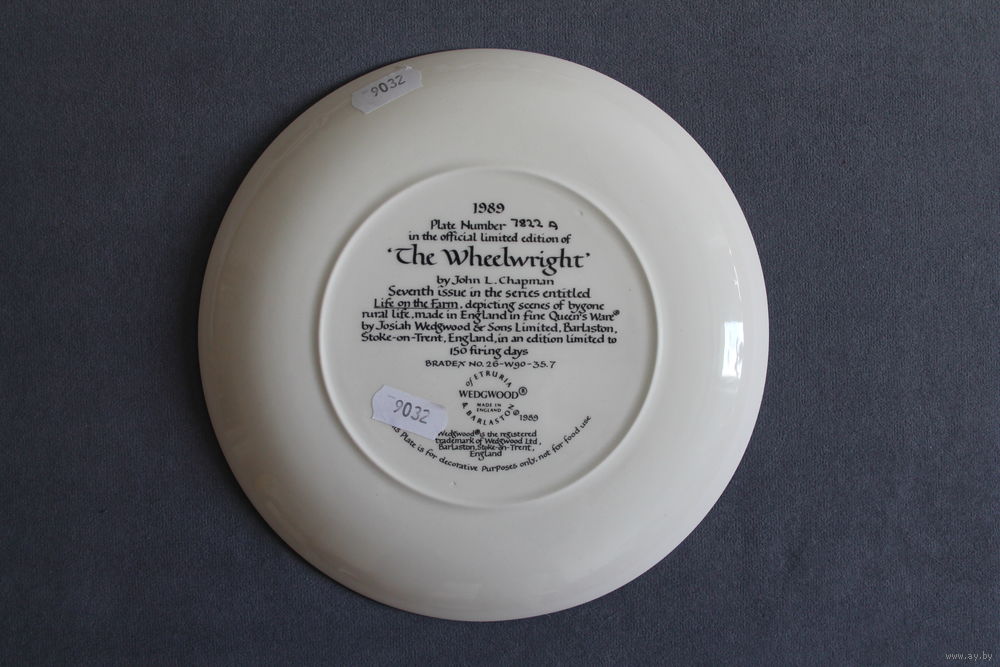 9032
1989
Plate Number 7822 A
in the official limited edition of
'The Wheelwright'
by John L. Chapman
Seventh issue in the series entitled
Life on the Farm, depicting scenes of bygone
rural life, made in England in fine Queen's Ware®
by Josiah Wedgwood & Sons Limited, Barlaston,
Stoke-on-Trent, England, in an edition limited to
150 firing days
BRADEX NO. 26-W90-35.7
of ETRURIA
WEDGWOOD®
MADE IN
ENGLAND
& BARLASTON
© 1989
9032
Wedgwood® is the registered
trademark of Wedgwood Ltd,
Barlaston, Stoke-on-Trent,
England
Plate is for decorative purposes only, not for food use
www.ay.by